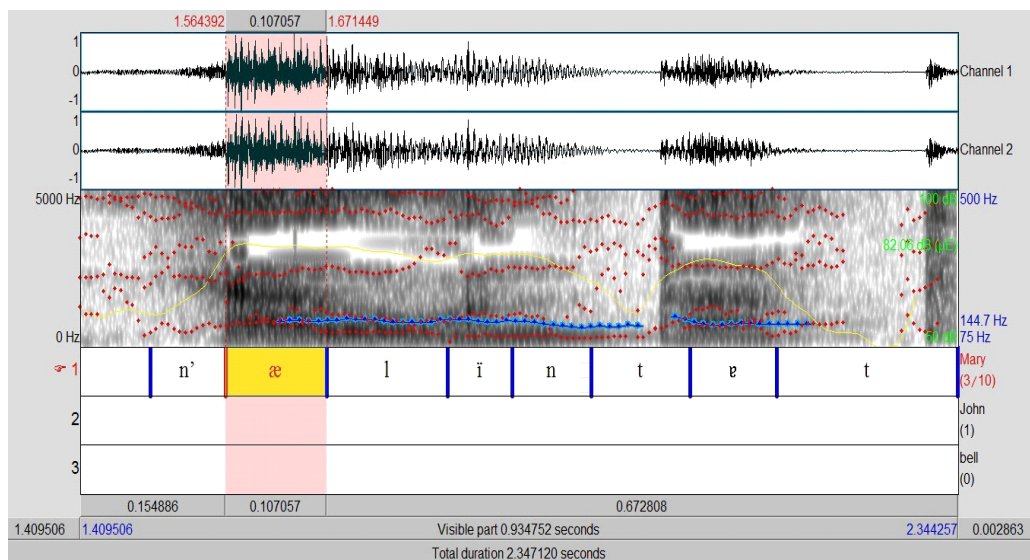 1.564392 0.107057 1.671449
1
0
-1
Channel 1
1
0
-1
Channel 2
5000 Hz
100 dB 500 Hz
82.06 dB (µE)
144.7 Hz
0 Hz
75 Hz
1 n’ æ l ï n t ɐ t Mary
(3/10)
2 John
(1)
3 bell
(0)
0.154886 0.107057 0.672808
1.409506 1.409506 Visible part 0.934752 seconds 2.344257 0.002863
Total duration 2.347120 seconds